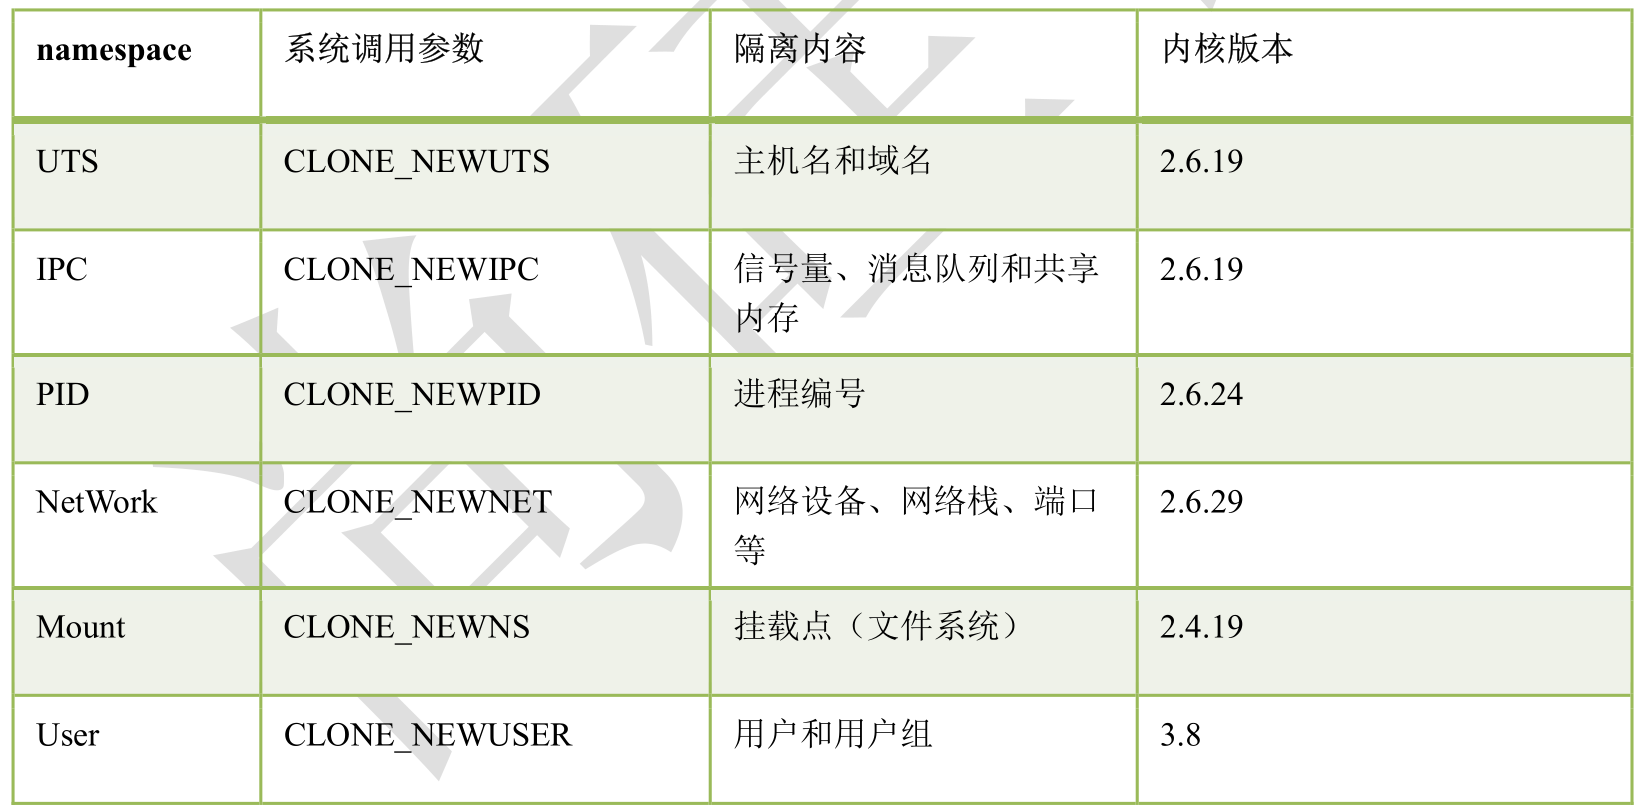 namespace 系统调用参数 隔离内容 内核版本
UTS CLONE_NEWUTS 主机名和域名 2.6.19
IPC CLONE_NEWIPC 信号量、消息队列和共享 2.6.19
内存
PID CLONE_NEWPID 进程编号 2.6.24
NetWork CLONE_NEWNET 网络设备、网络栈、端口 2.6.29
等
Mount CLONE_NEWNS 挂载点（文件系统） 2.4.19
User CLONE_NEWUSER 用户和用户组 3.8